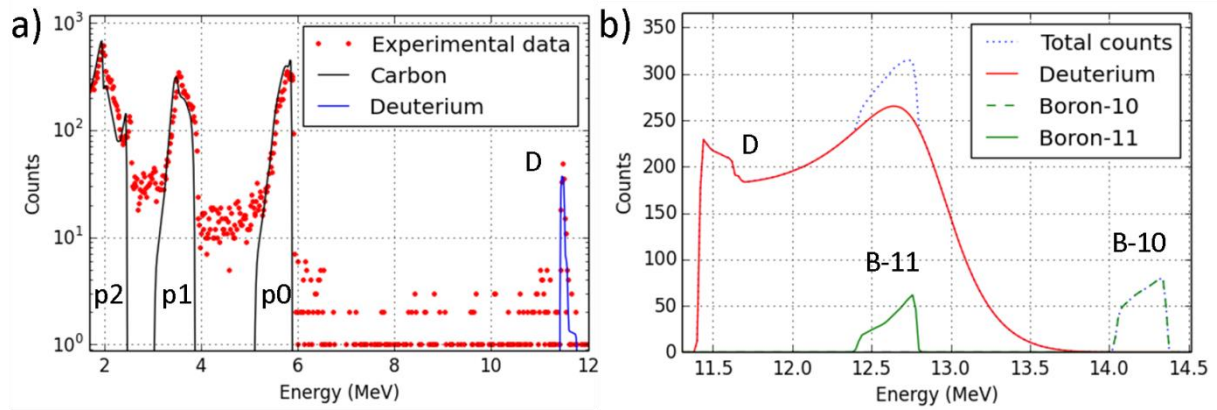 a)
10³
10²
10¹
10⁰
Counts
Experimental data
Carbon
Deuterium
D
p2
p1
p0
2
4
6
8
10
12
Energy (MeV)
b)
350
300
250
200
150
100
50
0
Counts
Total counts
Deuterium
Boron-10
Boron-11
D
B-11
B-10
11.5
12.0
12.5
13.0
13.5
14.0
14.5
Energy (MeV)